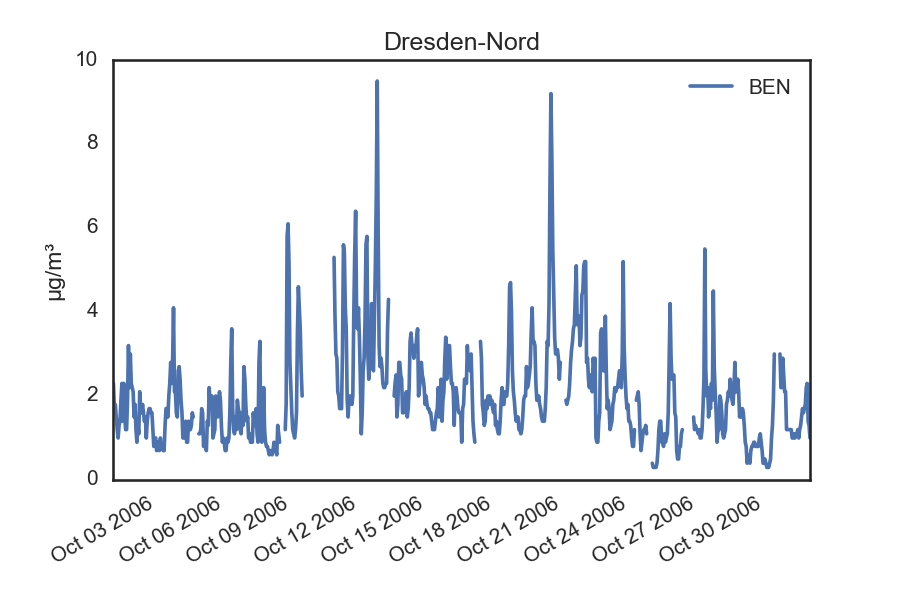 Dresden-Nord
10
8
6
4
2
0
µg/m³
BEN
Oct 03 2006
Oct 06 2006
Oct 09 2006
Oct 12 2006
Oct 15 2006
Oct 18 2006
Oct 21 2006
Oct 24 2006
Oct 27 2006
Oct 30 2006